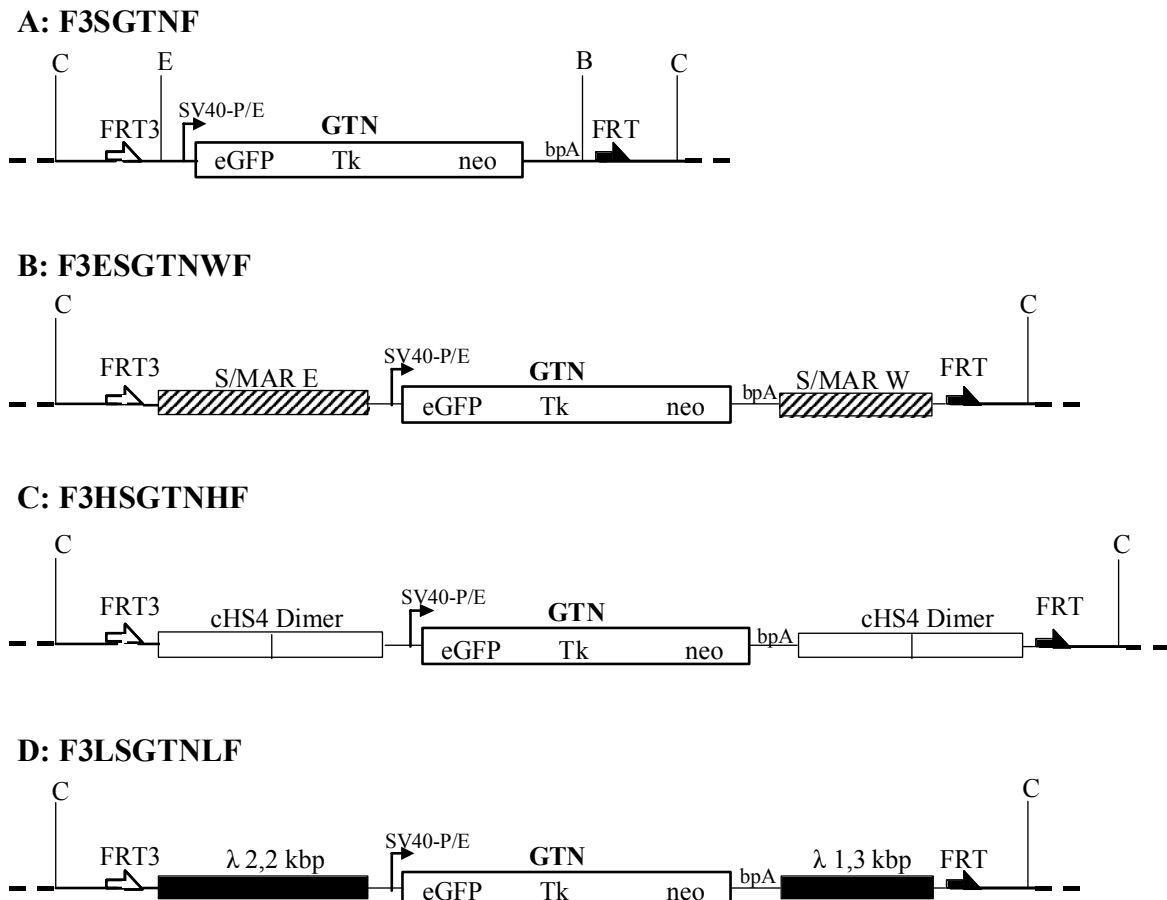 A: F3SGTNF
C E B C
SV40-P/E
FRT3 GTN FRT
bpA
eGFP Tk neo
B: F3ESGTNWF
C C
SV40-P/E
FRT3 S/MAR E GTN S/MAR W FRT
bpA
eGFP Tk neo
C: F3HSGTNHF
C C
SV40-P/E
FRT3 cHS4 Dimer GTN cHS4 Dimer FRT
bpA
eGFP Tk neo
D: F3LSGTNLF
C C
SV40-P/E
FRT3 λ 2,2 kbp GTN λ 1,3 kbp FRT
bpA
eGFP Tk neo